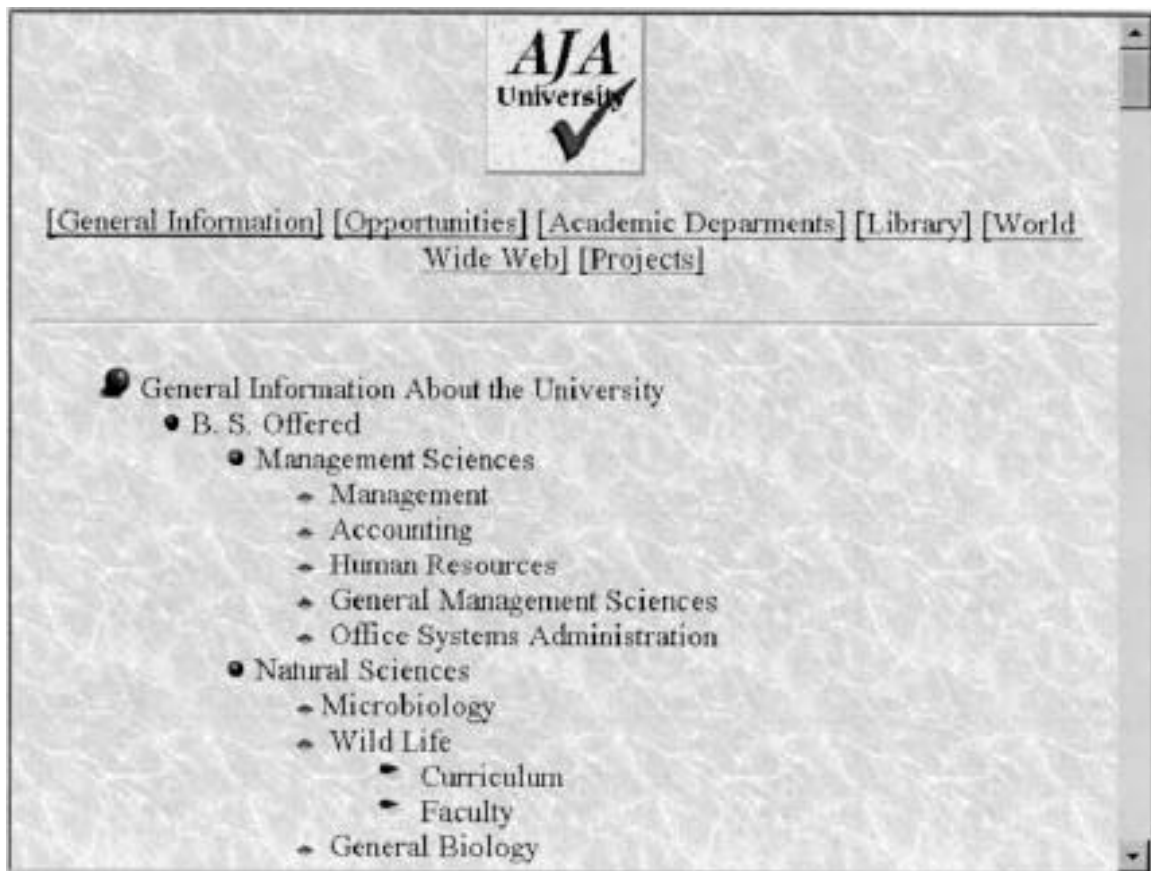 AJA
University
[General Information] [Opportunities] [Academic Deparments] [Library] [World
Wide Web] [Projects]
General Information About the University
B. S. Offered
Management Sciences
Management
Accounting
Human Resources
General Management Sciences
Office Systems Administration
Natural Sciences
Microbiology
Wild Life
Curriculum
Faculty
General Biology